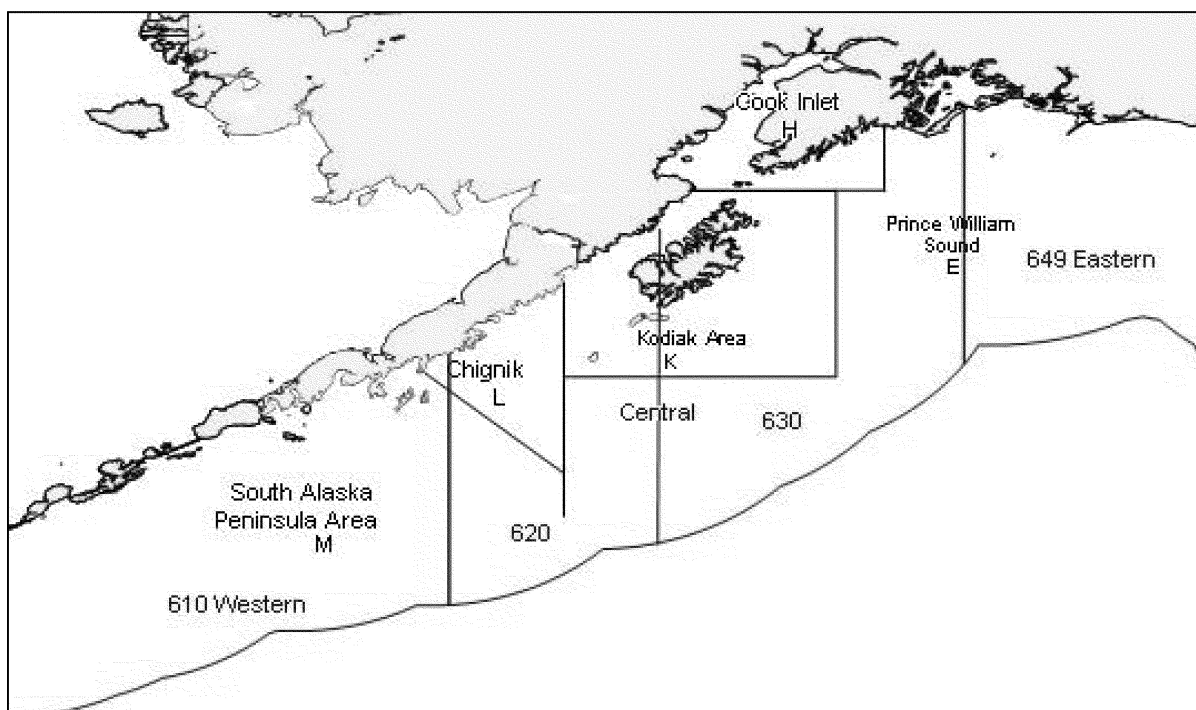 Cook Inlet
H
Prince William
Sound
E
649 Eastern
Kodiak Area
K
Chignik
L
Central
630
South Alaska
Peninsula Area
M
620
610 Western